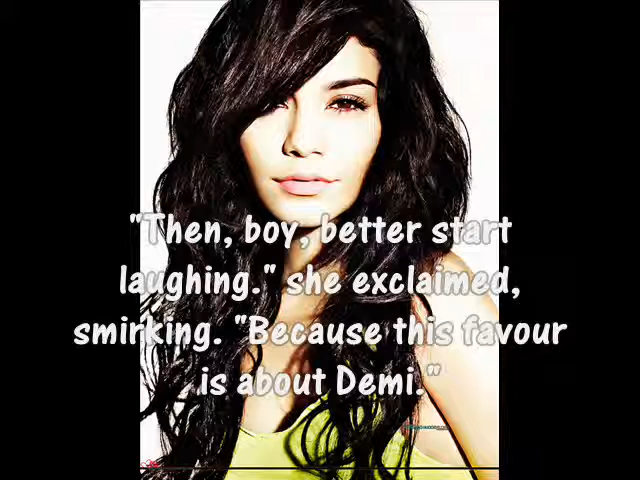 "Then, boy, better start
laughing." she exclaimed,
smirking. "Because this favour
is about Demi."